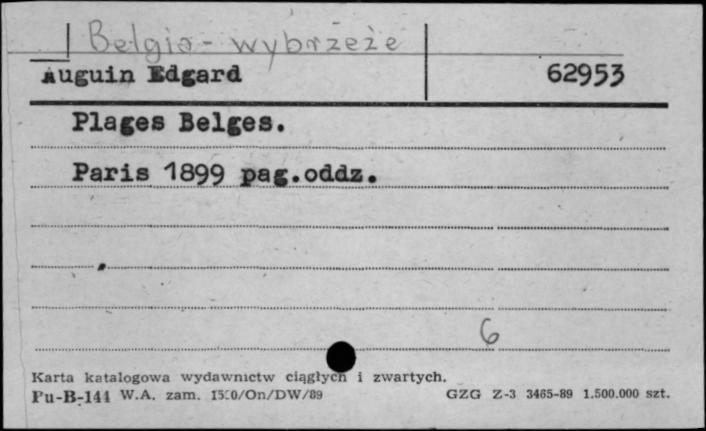 Belgia - wybrzeże
Auguin Edgard 62953
Plages Belges.
Paris 1899 pag.oddz.
6
Karta katalogowa wydawnictw ciągłych i zwartych.
Pu-B-144 W.A. zam. 1520/On/DW/89 GZG Z-3 3465-89 1.500.000 szt.